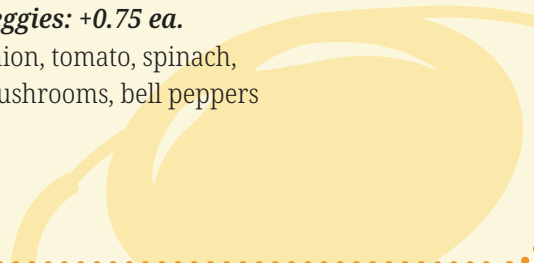 eggies: +0.75 ea.
ion, tomato, spinach,
ushrooms, bell peppers